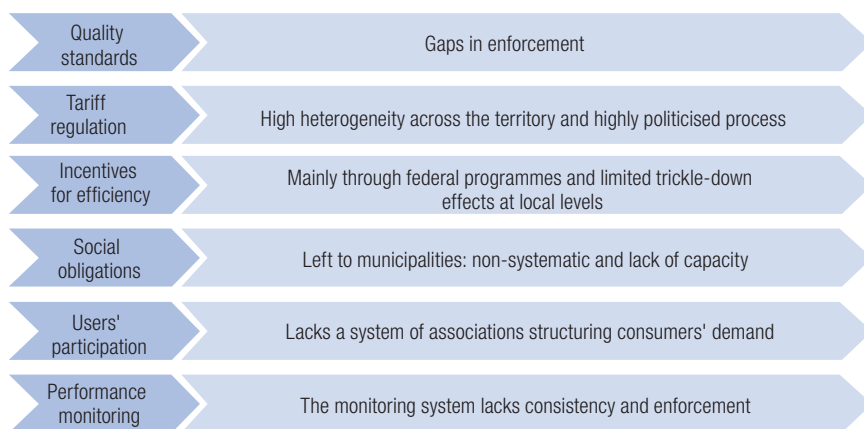 Quality
standards
Gaps in enforcement
Tariff
regulation
High heterogeneity across the territory and highly politicised process
Incentives
for efficiency
Mainly through federal programmes and limited trickle-down
effects at local levels
Social
obligations
Left to municipalities: non-systematic and lack of capacity
Users'
participation
Lacks a system of associations structuring consumers' demand
Performance
monitoring
The monitoring system lacks consistency and enforcement